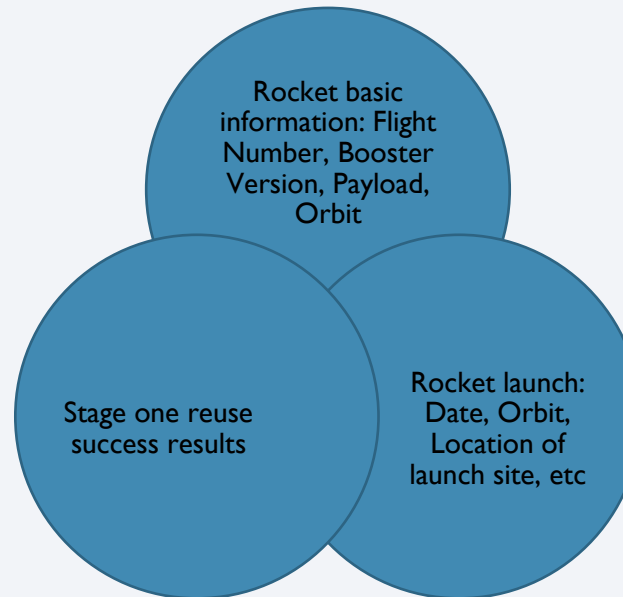 Rocket basic
information: Flight
Number, Booster
Version, Payload,
Orbit
Stage one reuse
success results
Rocket launch:
Date, Orbit,
Location of
launch site, etc